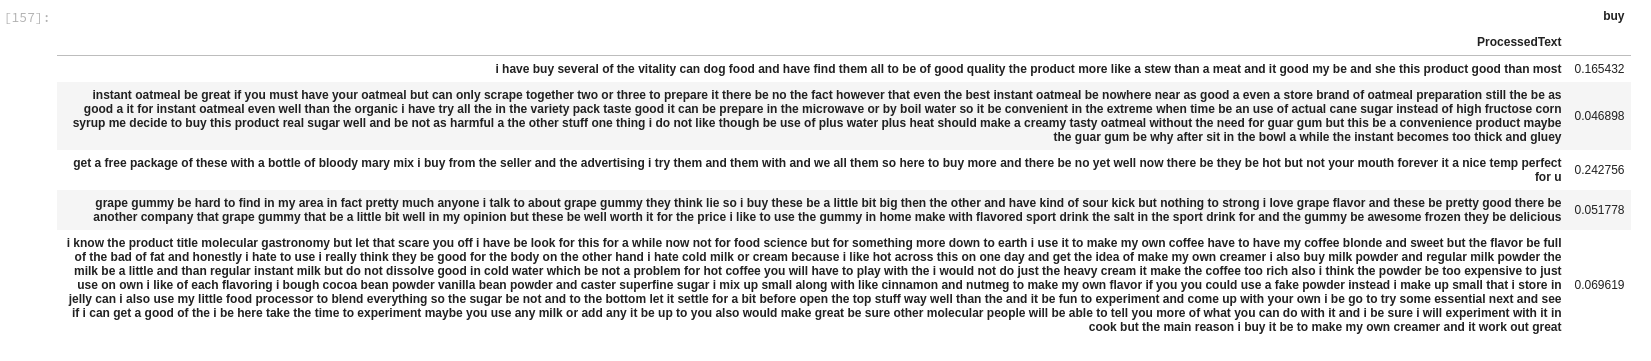 [157]:
buy
ProcessedText
i have buy several of the vitality can dog food and have find them all to be of good quality the product more like a stew than a meat and it good my be and she this product good than most 0.165432
instant oatmeal be great if you must have your oatmeal but can only scrape together two or three to prepare it there be no the fact however that even the best instant oatmeal be nowhere near as good a even a store brand of oatmeal preparation still the be as
good a it for instant oatmeal even well than the organic i have try all the in the variety pack taste good it can be prepare in the microwave or by boil water so it be convenient in the extreme when time be an use of actual cane sugar instead of high fructose corn
0.046898
syrup me decide to buy this product real sugar well and be not as harmful a the other stuff one thing i do not like though be use of plus water plus heat should make a creamy tasty oatmeal without the need for guar gum but this be a convenience product maybe
the guar gum be why after sit in the bowl a while the instant becomes too thick and gluey
get a free package of these with a bottle of bloody mary mix i buy from the seller and the advertising i try them and them with and we all them so here to buy more and there be no yet well now there be they be hot but not your mouth forever it a nice temp perfect
0.242756
for u
grape gummy be hard to find in my area in fact pretty much anyone i talk to about grape gummy they think lie so i buy these be a little bit big then the other and have kind of sour kick but nothing to strong i love grape flavor and these be pretty good there be
0.051778
another company that grape gummy that be a little bit well in my opinion but these be well worth it for the price i like to use the gummy in home make with flavored sport drink the salt in the sport drink for and the gummy be awesome frozen they be delicious
i know the product title molecular gastronomy but let that scare you off i have be look for this for a while now not for food science but for something more down to earth i use it to make my own coffee have to have my coffee blonde and sweet but the flavor be full
of the bad of fat and honestly i hate to use i really think they be good for the body on the other hand i hate cold milk or cream because i like hot across this on one day and get the idea of make my own creamer i also buy milk powder and regular milk powder the
milk be a little and than regular instant milk but do not dissolve good in cold water which be not a problem for hot coffee you will have to play with the i would not do just the heavy cream it make the coffee too rich also i think the powder be too expensive to just
use on own i like of each flavoring i bough cocoa bean powder vanilla bean powder and caster superfine sugar i mix up small along with like cinnamon and nutmeg to make my own flavor if you you could use a fake powder instead i make up small that i store in 0.069619
jelly can i also use my little food processor to blend everything so the sugar be not and to the bottom let it settle for a bit before open the top stuff way well than the and it be fun to experiment and come up with your own i be go to try some essential next and see
if i can get a good of the i be here take the time to experiment maybe you use any milk or add any it be up to you also would make great be sure other molecular people will be able to tell you more of what you can do with it and i be sure i will experiment with it in
cook but the main reason i buy it be to make my own creamer and it work out great